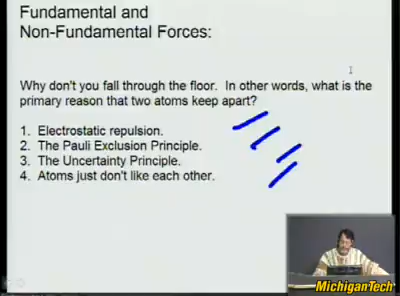 Fundamental and
Non-Fundamental Forces:
Why don't you fall through the floor. In other words, what is the
primary reason that two atoms keep apart?
1. Electrostatic repulsion.
2. The Pauli Exclusion Principle.
3. The Uncertainty Principle.
4. Atoms just don't like each other.
MichiganTech